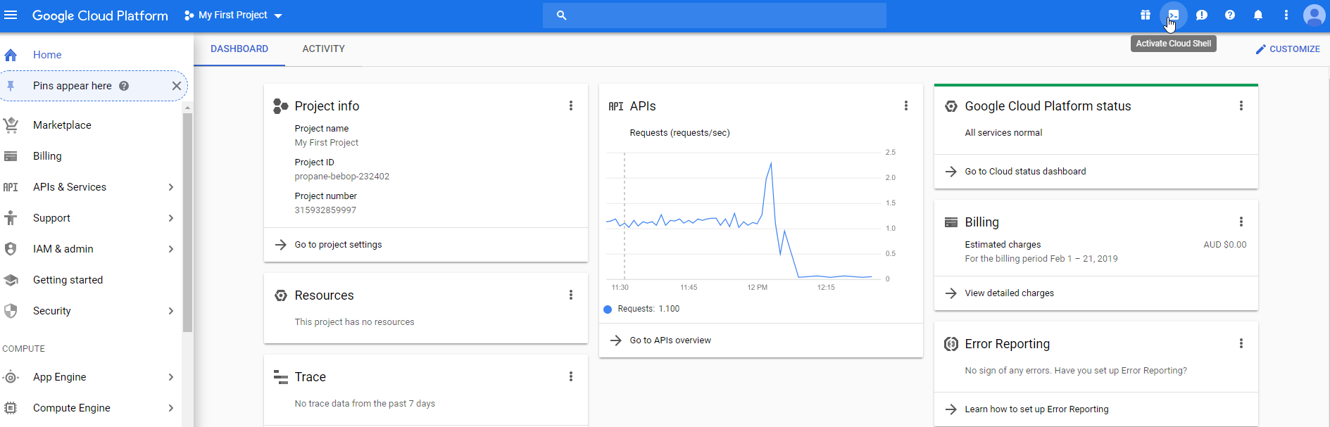 Google Cloud Platform
My First Project
Activate Cloud Shell
Home
Pins appear here
Marketplace
Billing
API
APIs & Services
Support
IAM & admin
Getting started
Security
COMPUTE
App Engine
Compute Engine
DASHBOARD
ACTIVITY
CUSTOMIZE
Project info
Project name
My First Project
Project ID
propane-bebop-232402
Project number
315932859997
Go to project settings
Resources
This project has no resources
Trace
No trace data from the past 7 days
API APIs
Requests (requests/sec)
2.5
2.0
1.5
1.0
0.5
0
11:30
11:45
12 PM
12:15
Requests: 1.100
Go to APIs overview
Google Cloud Platform status
All services normal
Go to Cloud status dashboard
Billing
Estimated charges
AUD $0.00
For the billing period Feb 1 – 21, 2019
View detailed charges
Error Reporting
No sign of any errors. Have you set up Error Reporting?
Learn how to set up Error Reporting